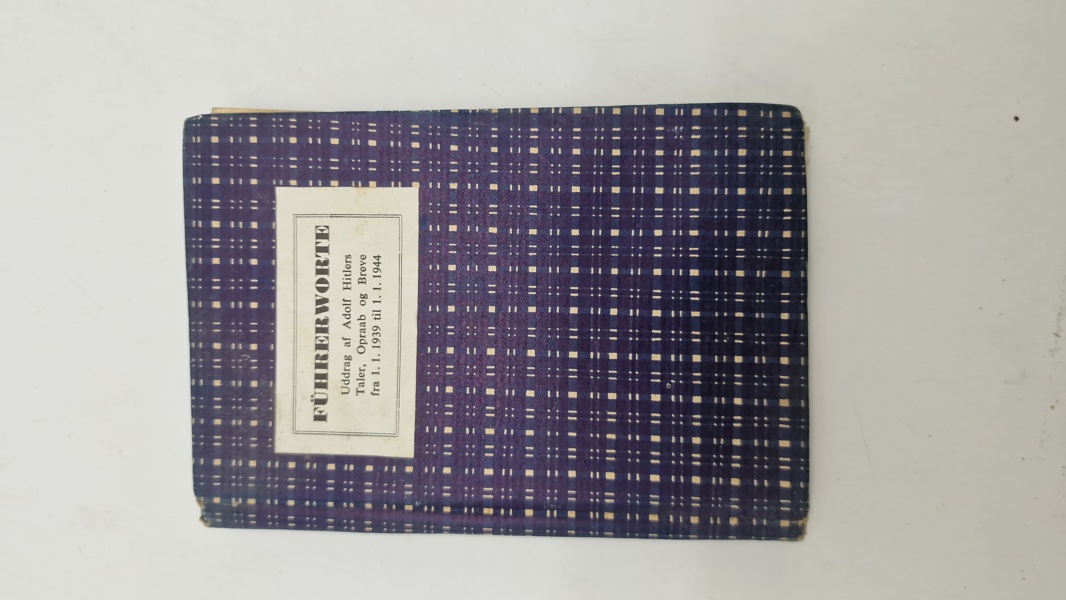 FÜHRERWORTE
Uddrag af Adolf Hitlers
Taler, Opraab og Breve
fra 1. 1. 1939 til 1. 1. 1944